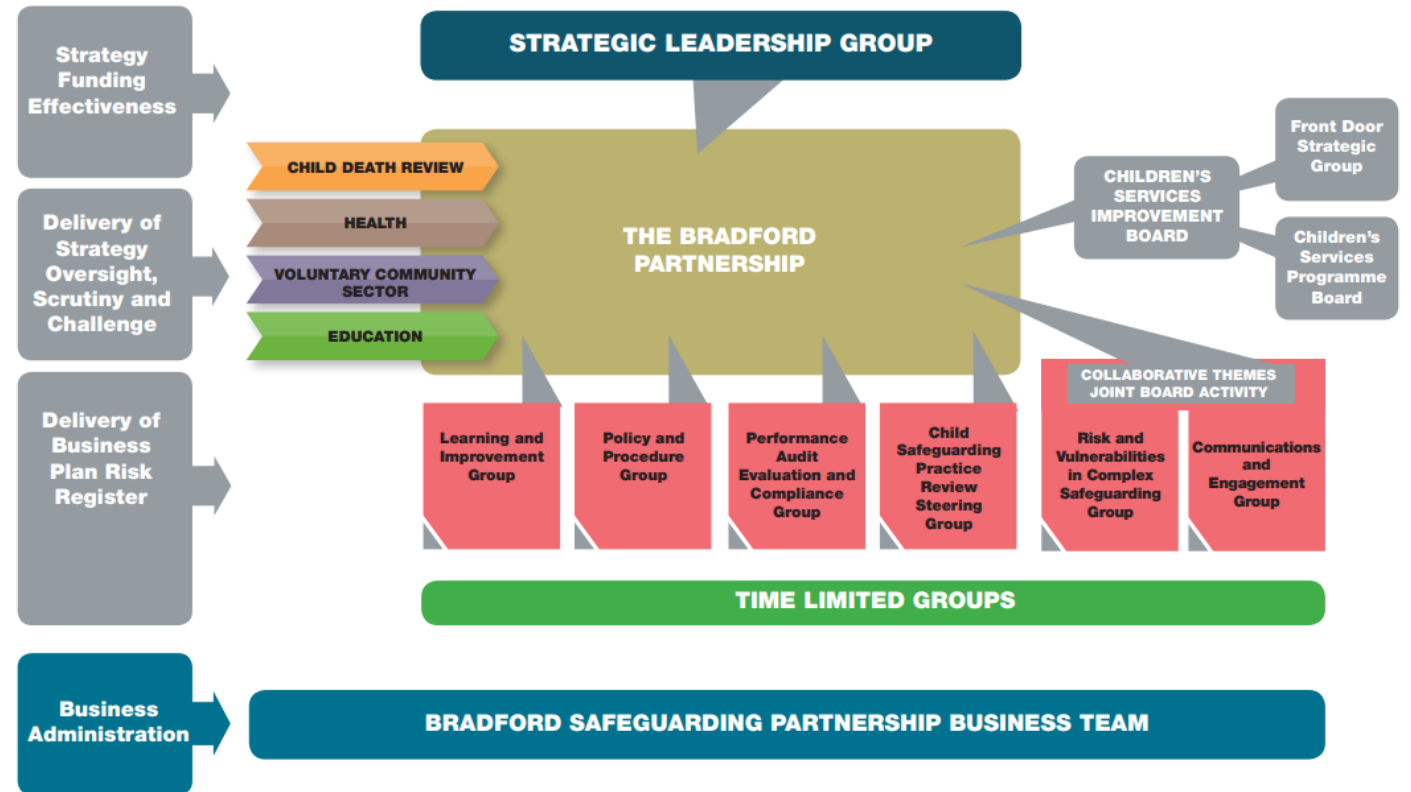 Strategy
Funding
Effectiveness
STRATEGIC LEADERSHIP GROUP
CHILD DEATH REVIEW
HEALTH
VOLUNTARY COMMUNITY
SECTOR
EDUCATION
THE BRADFORD
PARTNERSHIP
CHILDREN'S
SERVICES
IMPROVEMENT
BOARD
Front Door
Strategic
Group
Children's
Services
Programme
Board
Delivery of
Strategy
Oversight,
Scrutiny and
Challenge
Delivery of
Business
Plan Risk
Register
COLLABORATIVE THEMES
JOINT BOARD ACTIVITY
Learning and
Improvement
Group
Policy and
Procedure
Group
Performance
Audit
Evaluation and
Compliance
Group
Child
Safeguarding
Practice
Review
Steering
Group
Risk and
Vulnerabilities
in Complex
Safeguarding
Group
Communications
and
Engagement
Group
TIME LIMITED GROUPS
Business
Administration
BRADFORD SAFEGUARDING PARTNERSHIP BUSINESS TEAM